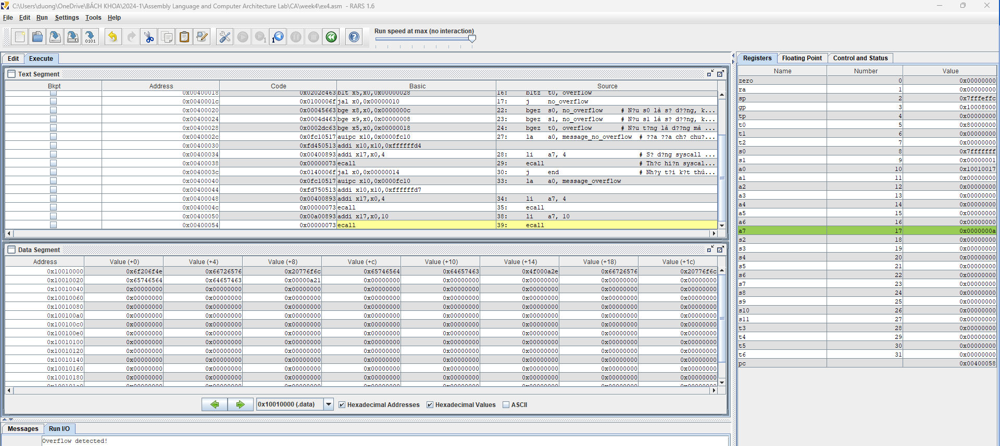 C:\Users\duong\OneDrive\BÁCH KHOA\2024-1\Assembly Language and Computer Architecture Lab\CA\week4\ex4.asm - RARS 1.6
File Edit Run Settings Tools Help
Run speed at max (no interaction)
Edit Execute
Text Segment
Bkpt Address Code Basic Source
0x00400018 0x0202c463 blt x5,x0,0x00000028 16: bltz t0, overflow
0x0040001c 0x0100006f jal x0,0x00000010 17: j no_overflow
0x00400020 0x00045663 bge x8,x0,0x0000000c 22: bgez s0, no_overflow # N?u s0 là s? d??ng, k...
0x00400024 0x0004d463 bge x9,x0,0x00000008 23: bgez s1, no_overflow # N?u s1 là s? d??ng, k...
0x00400028 0x0002dc63 bge x5,x0,0x00000018 24: bgez t0, overflow # N?u t?ng là d??ng mà ...
0x0040002c 0x0fc10517 auipc x10,0x0000fc10 27: la a0, message_no_overflow # ??a ??a ch? chu?...
0x00400030 0xfd450513 addi x10,x10,0xffffffd4
0x00400034 0x00400893 addi x17,x0,4 28: li a7, 4 # S? d?ng syscall ...
0x00400038 0x00000073 ecall 29: ecall # Th?c hi?n syscal...
0x0040003c 0x0140006f jal x0,0x00000014 30: j end # Nh?y t?i k?t thú...
0x00400040 0x0fc10517 auipc x10,0x0000fc10 33: la a0, message_overflow
0x00400044 0xfd750513 addi x10,x10,0xffffffd7
0x00400048 0x00400893 addi x17,x0,4 34: li a7, 4
0x0040004c 0x00000073 ecall 35: ecall
0x00400050 0x00a00893 addi x17,x0,10 38: li a7, 10
0x00400054 0x00000073 ecall 39: ecall
Data Segment
Address Value (+0) Value (+4) Value (+8) Value (+c) Value (+10) Value (+14) Value (+18) Value (+1c)
0x10010000 0x6f206f4e 0x66726576 0x20776f6c 0x65746564 0x64657463 0x4f000a2e 0x66726576 0x20776f6c
0x10010020 0x65746564 0x64657463 0x00000a21 0x00000000 0x00000000 0x00000000 0x00000000 0x00000000
0x10010040 0x00000000 0x00000000 0x00000000 0x00000000 0x00000000 0x00000000 0x00000000 0x00000000
0x10010060 0x00000000 0x00000000 0x00000000 0x00000000 0x00000000 0x00000000 0x00000000 0x00000000
0x10010080 0x00000000 0x00000000 0x00000000 0x00000000 0x00000000 0x00000000 0x00000000 0x00000000
0x100100a0 0x00000000 0x00000000 0x00000000 0x00000000 0x00000000 0x00000000 0x00000000 0x00000000
0x100100c0 0x00000000 0x00000000 0x00000000 0x00000000 0x00000000 0x00000000 0x00000000 0x00000000
0x100100e0 0x00000000 0x00000000 0x00000000 0x00000000 0x00000000 0x00000000 0x00000000 0x00000000
0x10010100 0x00000000 0x00000000 0x00000000 0x00000000 0x00000000 0x00000000 0x00000000 0x00000000
0x10010120 0x00000000 0x00000000 0x00000000 0x00000000 0x00000000 0x00000000 0x00000000 0x00000000
0x10010140 0x00000000 0x00000000 0x00000000 0x00000000 0x00000000 0x00000000 0x00000000 0x00000000
0x10010160 0x00000000 0x00000000 0x00000000 0x00000000 0x00000000 0x00000000 0x00000000 0x00000000
0x10010180 0x00000000 0x00000000 0x00000000 0x00000000 0x00000000 0x00000000 0x00000000 0x00000000
0x100101a0 0x00000000 0x00000000 0x00000000 0x00000000 0x00000000 0x00000000 0x00000000 0x00000000
0x10010000 (.data) Hexadecimal Addresses Hexadecimal Values ASCII
Messages Run I/O
Overflow detected!
Registers Floating Point Control and Status
Name Number Value
zero 0 0x00000000
ra 1 0x00000000
sp 2 0x7fffeffc
gp 3 0x10008000
tp 4 0x00000000
t0 5 0x80000000
t1 6 0x00000000
t2 7 0x00000000
s0 8 0x7fffffff
s1 9 0x00000001
a0 10 0x10010017
a1 11 0x00000000
a2 12 0x00000000
a3 13 0x00000000
a4 14 0x00000000
a5 15 0x00000000
a6 16 0x00000000
a7 17 0x0000000a
s2 18 0x00000000
s3 19 0x00000000
s4 20 0x00000000
s5 21 0x00000000
s6 22 0x00000000
s7 23 0x00000000
s8 24 0x00000000
s9 25 0x00000000
s10 26 0x00000000
s11 27 0x00000000
t3 28 0x00000000
t4 29 0x00000000
t5 30 0x00000000
t6 31 0x00000000
pc 0x00400058